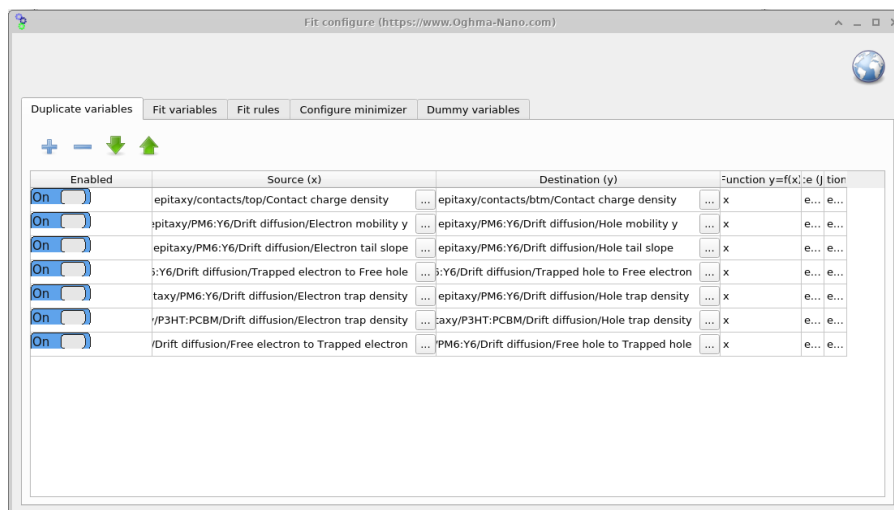 Fit configure (https://www.Oghma-Nano.com)
Duplicate variables Fit variables Fit rules Configure minimizer Dummy variables
Enabled Source (x) Destination (y) Function y=f(x) :e (J tion
On epitaxy/contacts/top/Contact charge density ... epitaxy/contacts/btm/Contact charge density ... x e... e...
On epitaxy/PM6:Y6/Drift diffusion/Electron mobility y ... epitaxy/PM6:Y6/Drift diffusion/Hole mobility y ... x e... e...
On epitaxy/PM6:Y6/Drift diffusion/Electron tail slope ... epitaxy/PM6:Y6/Drift diffusion/Hole tail slope ... x e... e...
On :Y6/Drift diffusion/Trapped electron to Free hole ... :Y6/Drift diffusion/Trapped hole to Free electron ... x e... e...
On taxy/PM6:Y6/Drift diffusion/Electron trap density ... epitaxy/PM6:Y6/Drift diffusion/Hole trap density ... x e... e...
On /P3HT:PCBM/Drift diffusion/Electron trap density ... taxy/P3HT:PCBM/Drift diffusion/Hole trap density ... x e... e...
On /Drift diffusion/Free electron to Trapped electron ... PM6:Y6/Drift diffusion/Free hole to Trapped hole ... x e... e...